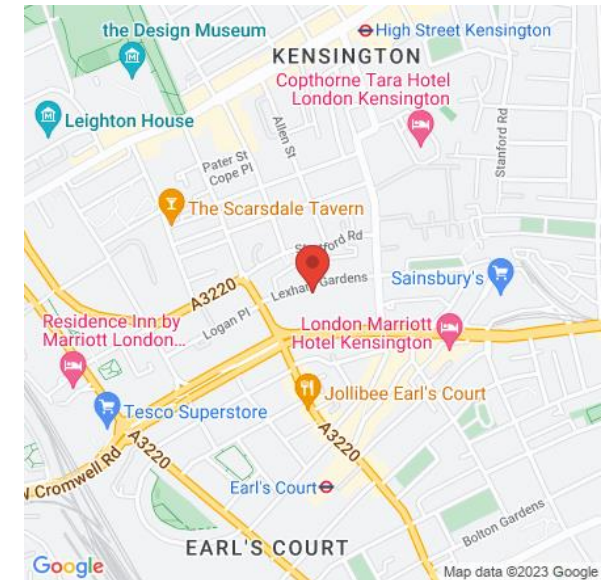 the Design Museum
High Street Kensington
KENSINGTON
Copthorne Tara Hotel
London Kensington
Leighton House
Allen St
Stanford Rd
Pater St
Cope Pl
The Scarsdale Tavern
Lexham Gardens
Sainsbury's
A3220
Logan Pl
Residence Inn by
Marriott London...
London Marriott
Hotel Kensington
Jollibee Earl's Court
Tesco Superstore
A3220
A3220
W Cromwell Rd
Earl's Court
Bolton Gardens
EARL'S COURT
Google
Map data ©2023 Google